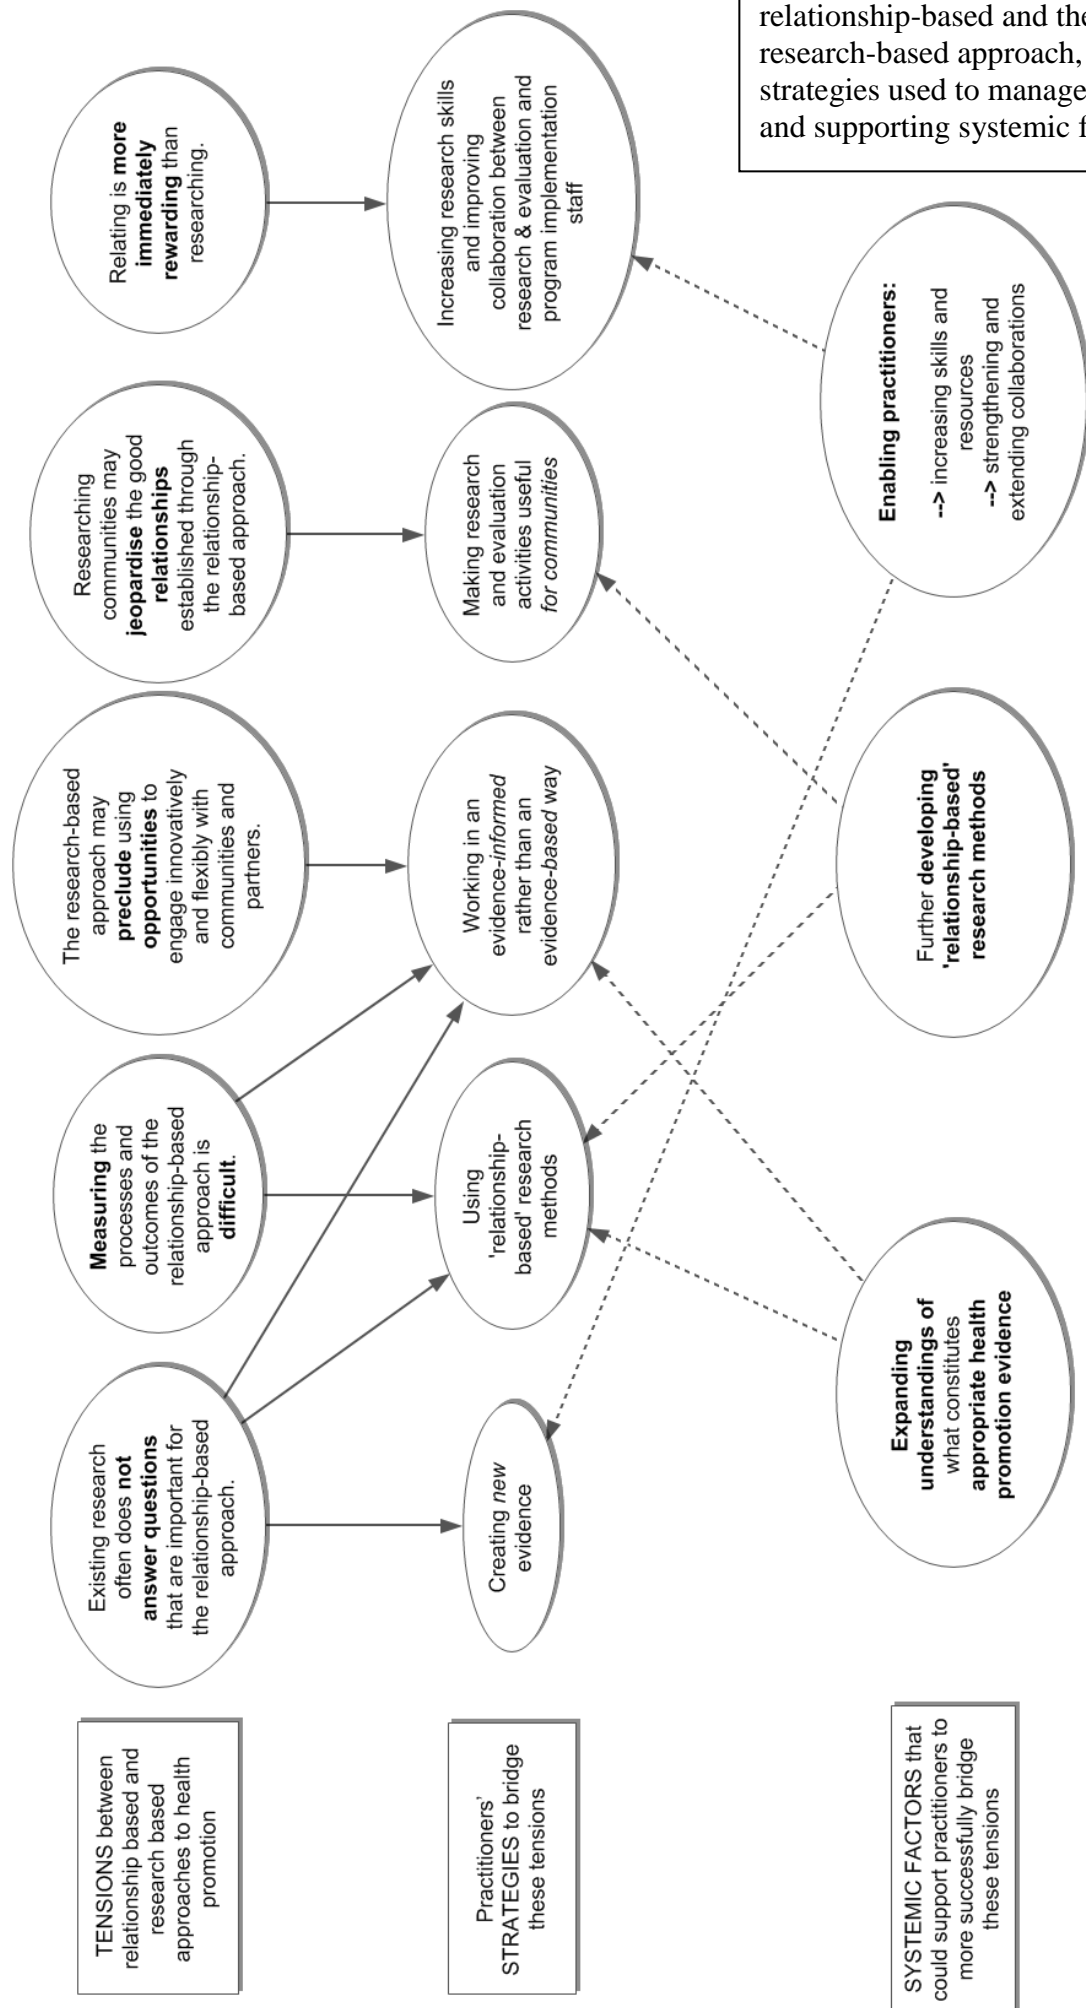 relationship-based and the
research-based approach,
strategies used to manage
and supporting systemic f
TENSIONS between
relationship based and
research based
approaches to health
promotion
Existing research
often does not
answer questions
that are important for
the relationship-based
approach.
Measuring the
processes and
outcomes of the
relationship-based
approach is
difficult.
The research-based
approach may
preclude using
opportunities to
engage innovatively
and flexibly with
communities and
partners.
Researching
communities may
jeopardise the good
relationships
established through
the relationship-
based approach.
Relating is more
immediately
rewarding than
researching.
Practitioners'
STRATEGIES to bridge
these tensions
Creating new
evidence
Using
'relationship-
based' research
methods
Working in an
evidence-informed
rather than an
evidence-based way
Making research
and evaluation
activities useful
for communities
Increasing research skills
and improving
collaboration between
research & evaluation and
program implementation
staff
SYSTEMIC FACTORS that
could support practitioners to
more successfully bridge
these tensions
Expanding
understandings of
what constitutes
appropriate health
promotion evidence
Further developing
'relationship-based'
research methods
Enabling practitioners:
--> increasing skills and
resources
--> strengthening and
extending collaborations